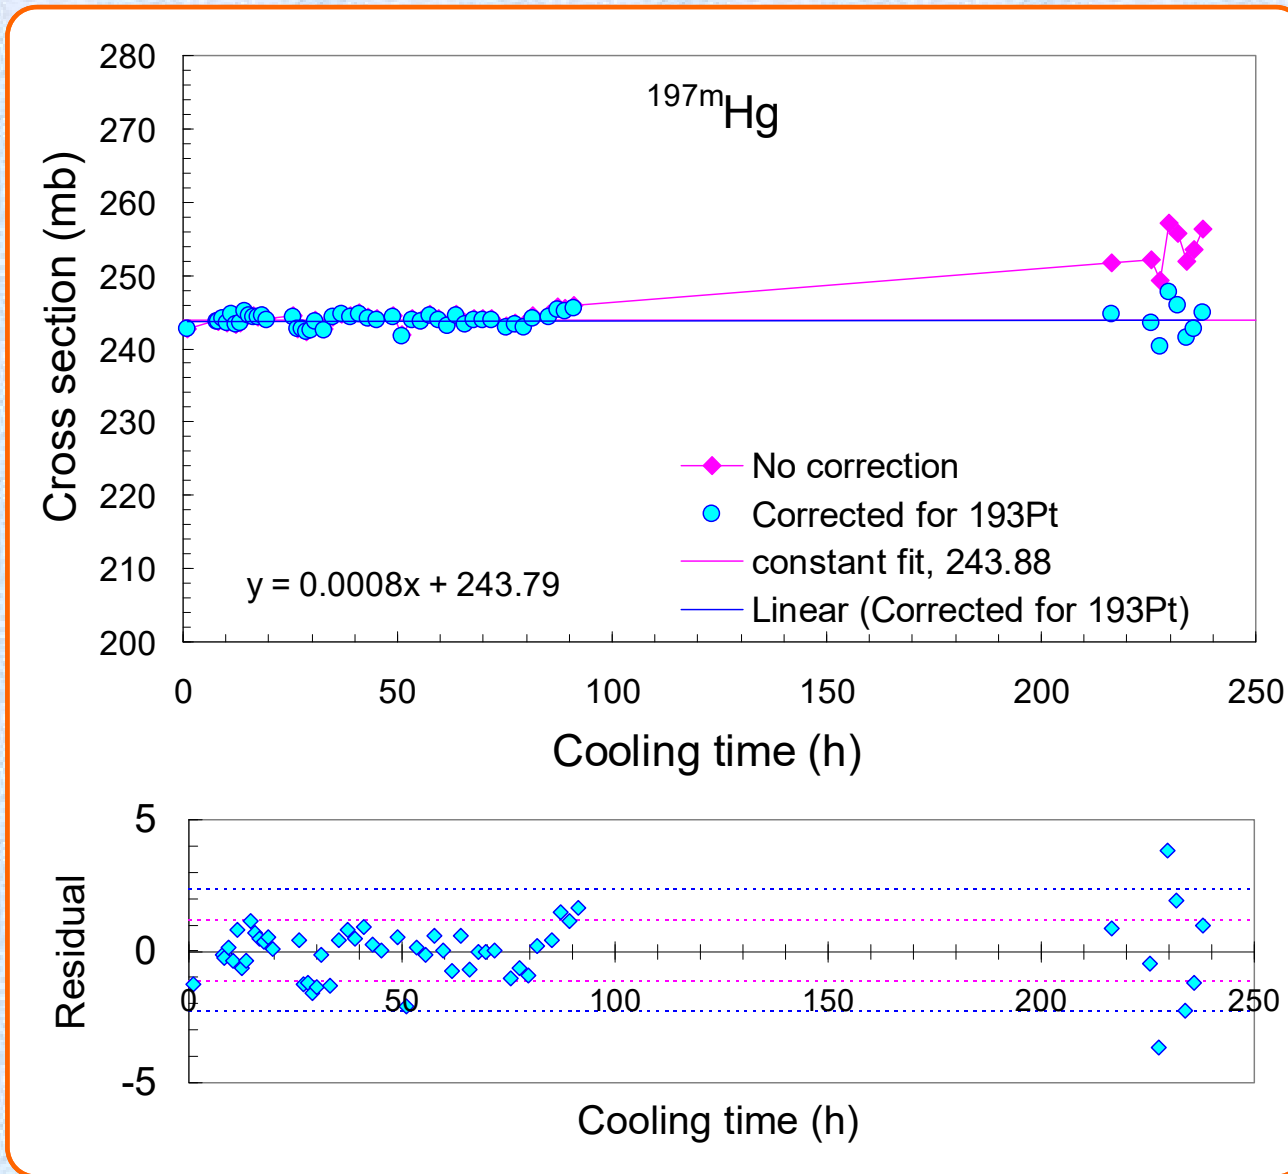 280
270
260
250
240
230
220
210
200
Cross section (mb)
197mHg
No correction
Corrected for 193Pt
constant fit, 243.88
Linear (Corrected for 193Pt)
y = 0.0008x + 243.79
0 50 100 150 200 250
Cooling time (h)
5
0
-5
Residual
0 50 100 150 200 250
Cooling time (h)